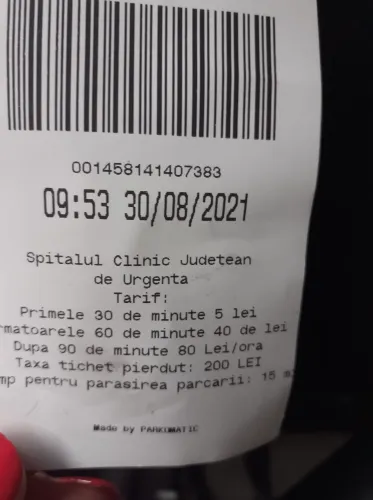 001458141407383
09:53 30/08/2021
Spitalul Clinic Judetean
de Urgenta
Tarif:
Primele 30 de minute 5 lei
rmatoarele 60 de minute 40 de lei
Dupa 90 de minute 80 Lei/ora
Taxa tichet pierdut: 200 LEI
mp pentru parasirea parcarii: 15 m
Made by PARKOMATIC